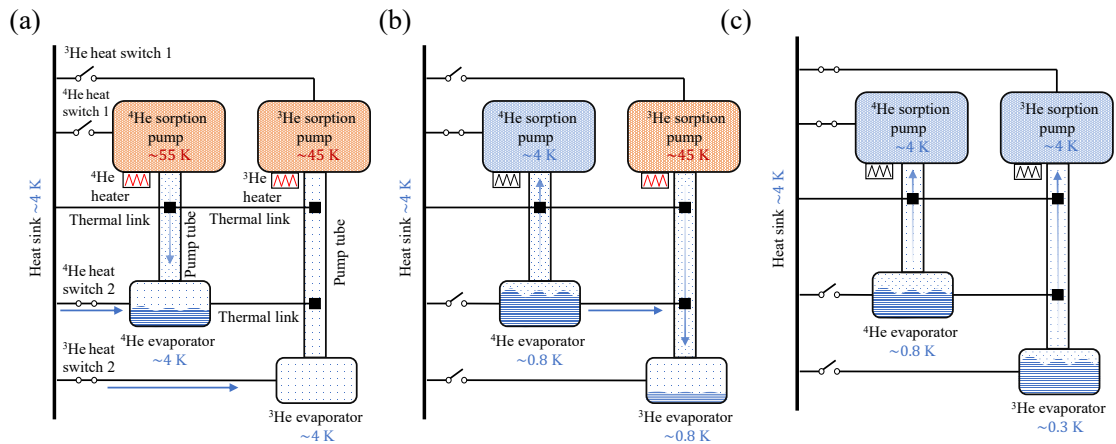 (a)
³He heat switch 1
⁴He heat
switch 1
⁴He sorption
pump
~55 K
³He sorption
pump
~45 K
⁴He
heater
³He
heater
Thermal link
Thermal link
Heat sink ~4 K
Pump tube
Pump tube
⁴He heat
switch 2
Thermal link
⁴He evaporator
~4 K
³He heat
switch 2
³He evaporator
~4 K
(b)
⁴He sorption
pump
~4 K
³He sorption
pump
~45 K
Heat sink ~4 K
⁴He evaporator
~0.8 K
³He evaporator
~0.8 K
(c)
⁴He sorption
pump
~4 K
³He sorption
pump
~4 K
Heat sink ~4 K
⁴He evaporator
~0.8 K
³He evaporator
~0.3 K